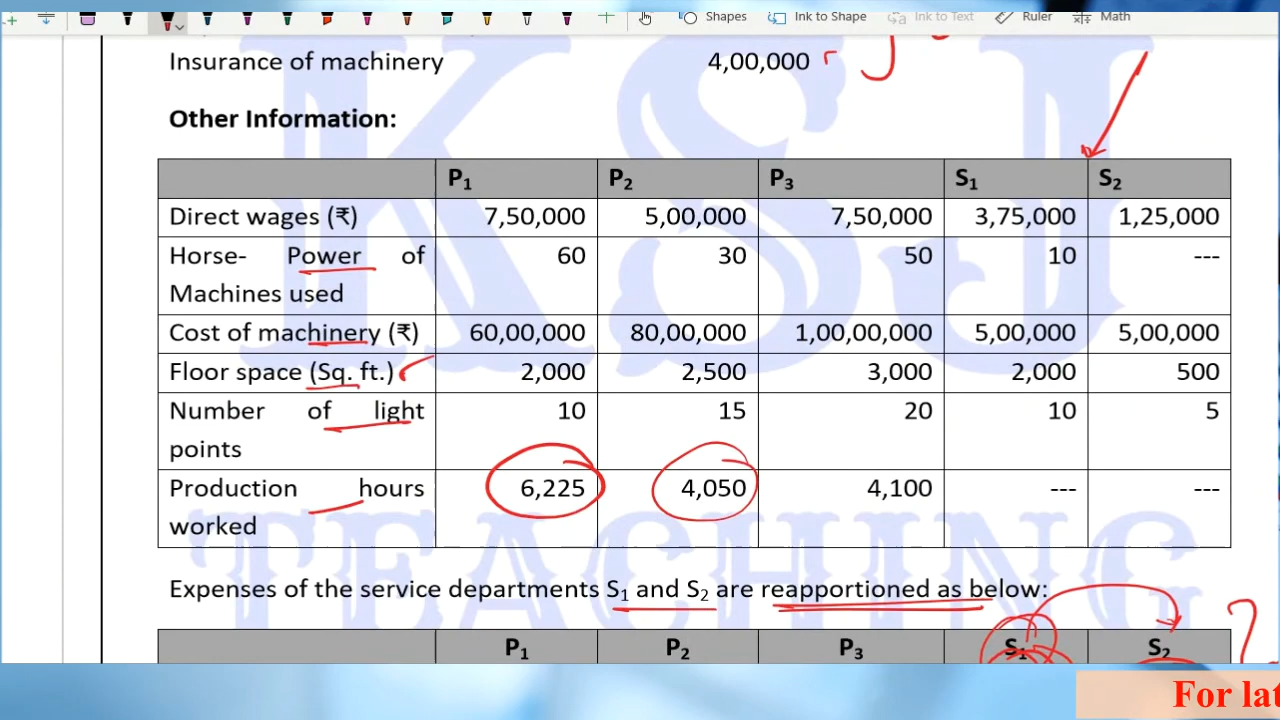 Shapes Ink to Shape Ink to Text Ruler Math
Insurance of machinery 4,00,000
Other Information:
P₁ P₂ P₃ S₁ S₂
Direct wages (₹) 7,50,000 5,00,000 7,50,000 3,75,000 1,25,000
Horse- Power of 60 30 50 10 ---
Machines used
Cost of machinery (₹) 60,00,000 80,00,000 1,00,00,000 5,00,000 5,00,000
Floor space (Sq. ft.) 2,000 2,500 3,000 2,000 500
Number of light 10 15 20 10 5
points
Production hours 6,225 4,050 4,100 --- ---
worked
KSJ
TEACHING
Expenses of the service departments S₁ and S₂ are reapportioned as below:
P₁ P₂ P₃ S₁ S₂
For lat